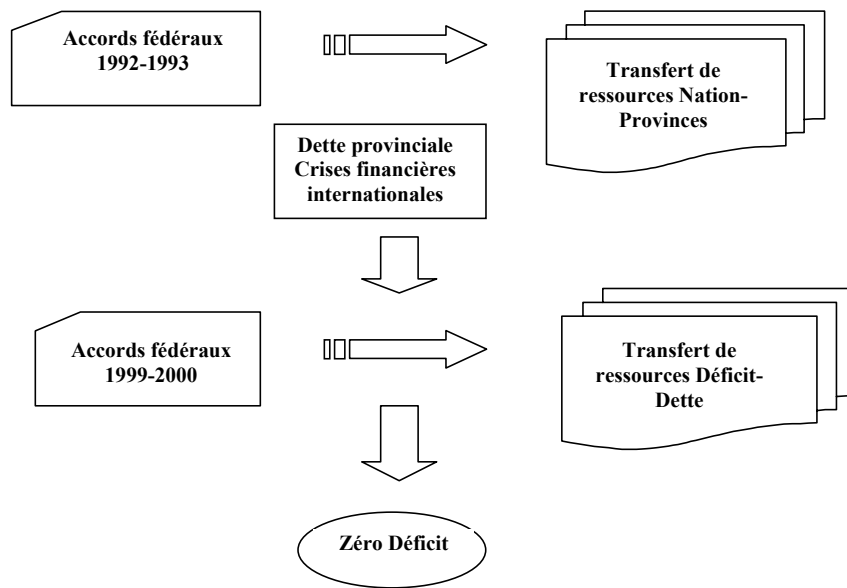 Accords fédéraux
1992-1993
Transfert de
ressources Nation-
Provinces
Dette provinciale
Crises financières
internationales
Accords fédéraux
1999-2000
Transfert de
ressources Déficit-
Dette
Zéro Déficit